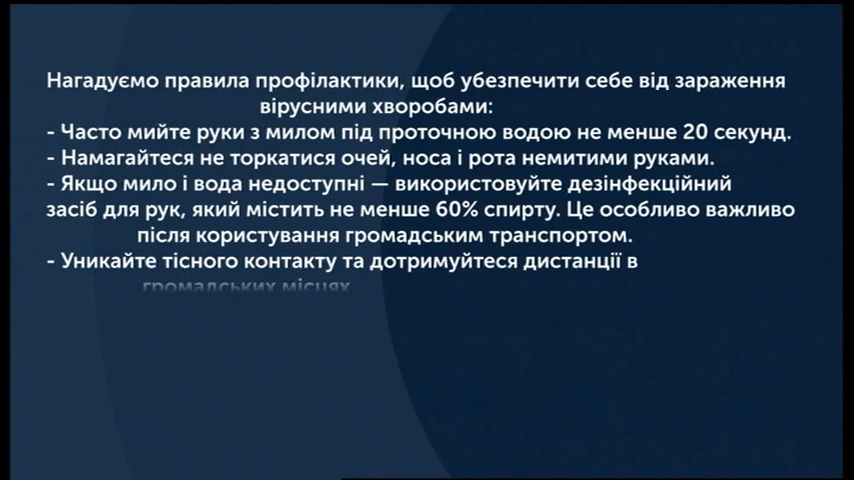 Нагадуємо правила профілактики, щоб убезпечити себе від зараження
вірусними хворобами:
- Часто мийте руки з милом під проточною водою не менше 20 секунд.
- Намагайтеся не торкатися очей, носа і рота немитими руками.
- Якщо мило і вода недоступні — використовуйте дезінфекційний
засіб для рук, який містить не менше 60% спирту. Це особливо важливо
після користування громадським транспортом.
- Уникайте тісного контакту та дотримуйтеся дистанції в
громадських місцях